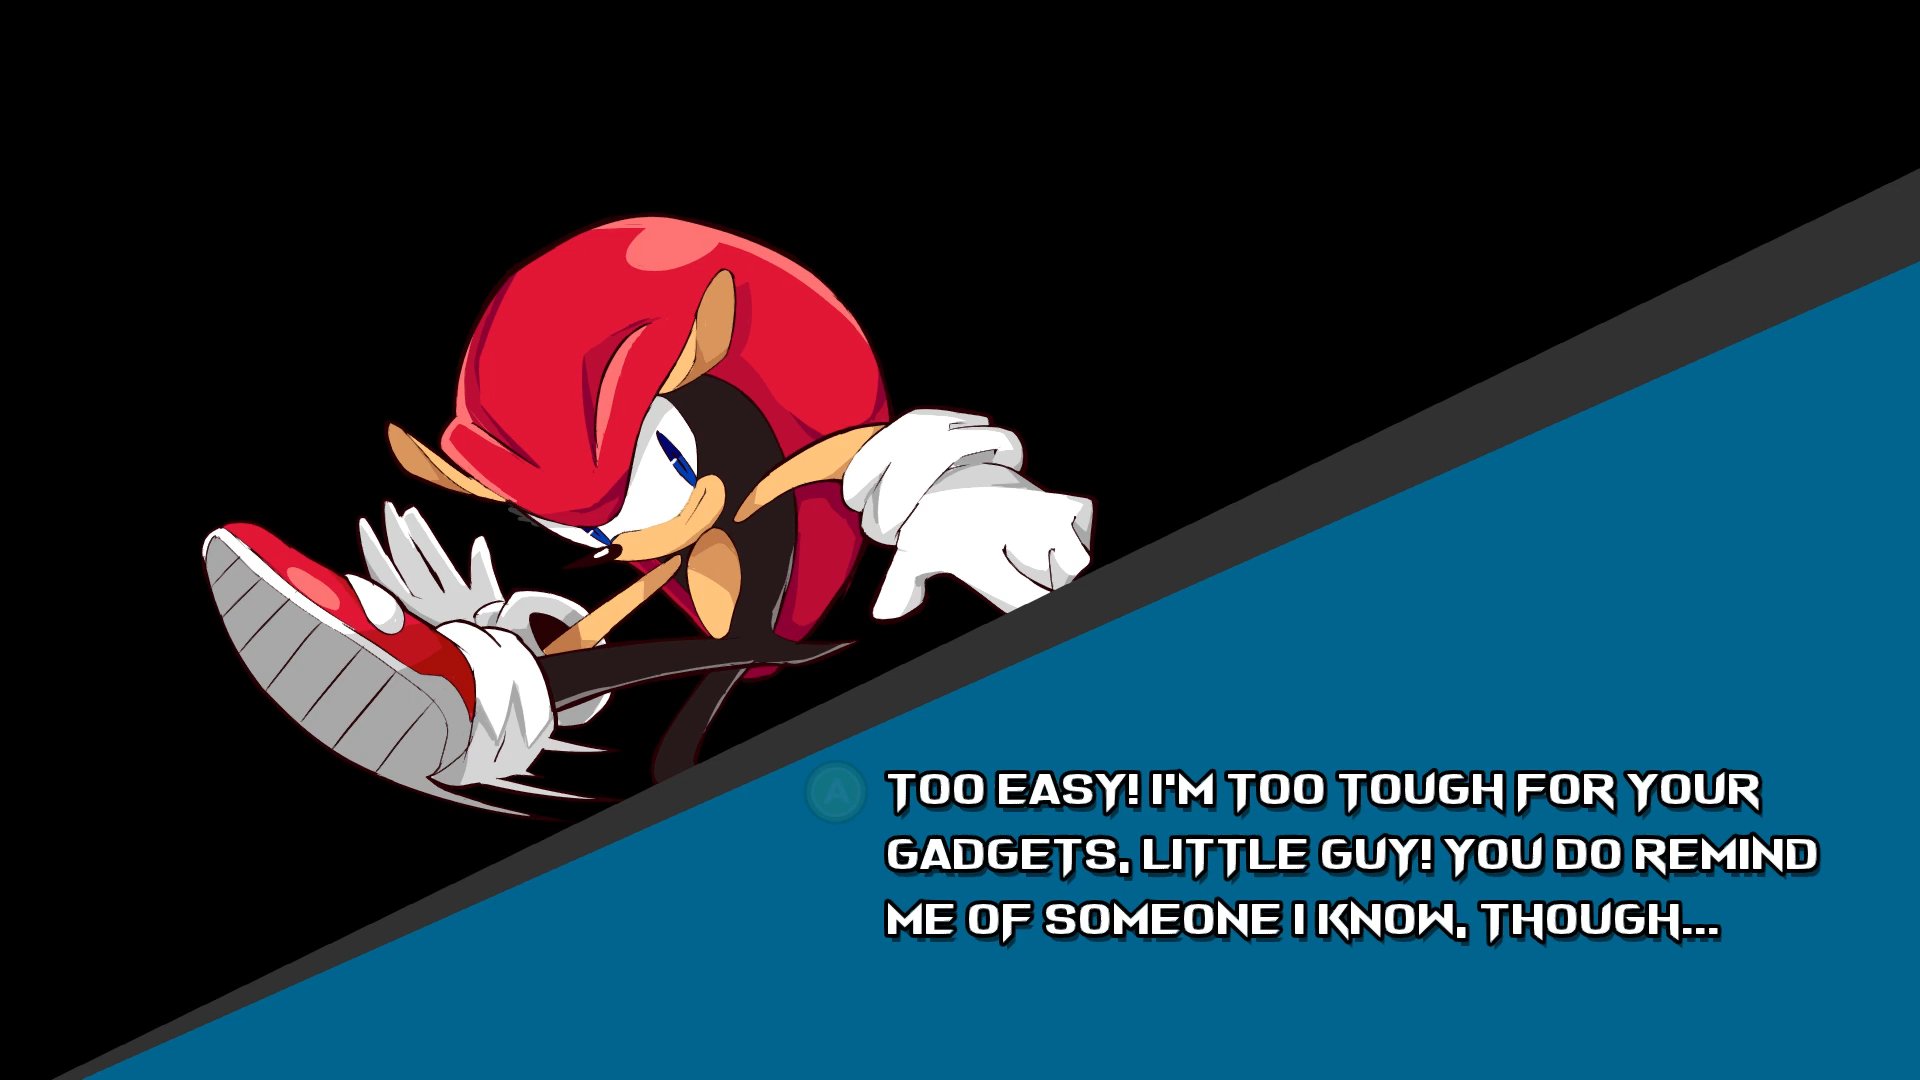 A
TOO EASY! I'M TOO TOUGH FOR YOUR
GADGETS, LITTLE GUY! YOU DO REMIND
ME OF SOMEONE I KNOW, THOUGH...